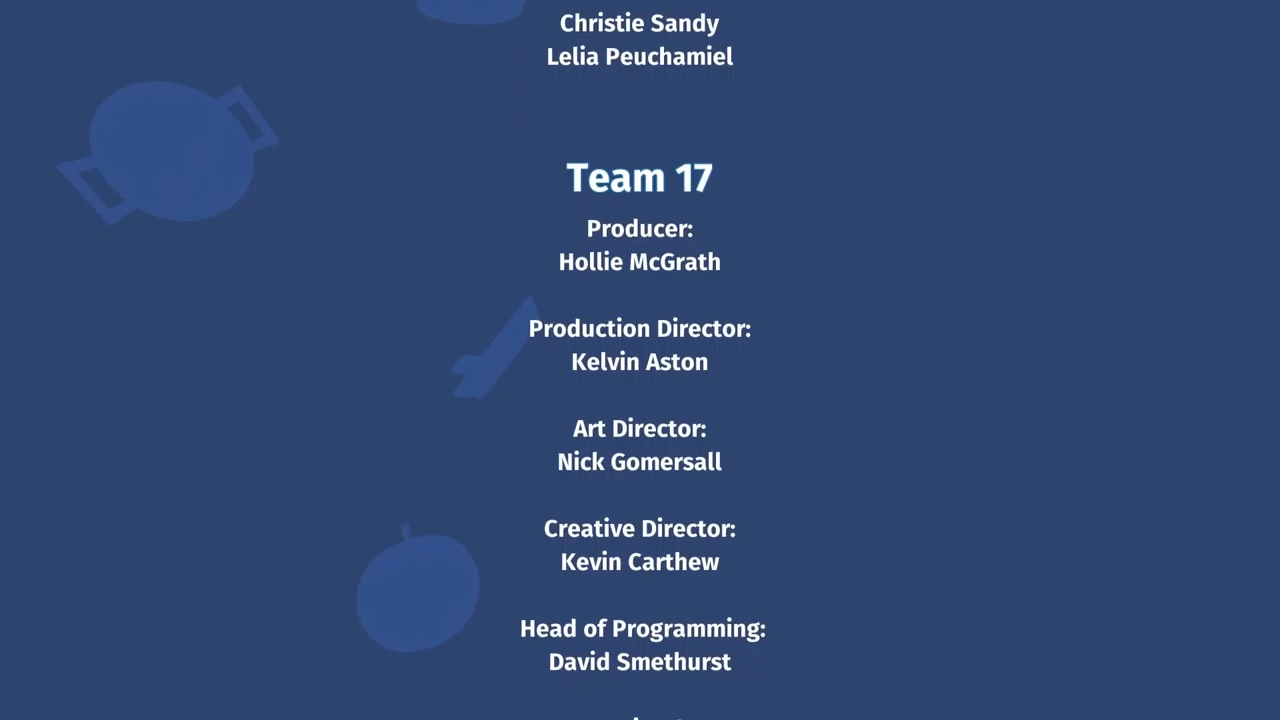 Christie Sandy
Lelia Peuchamiel
Team 17
Producer:
Hollie McGrath
Production Director:
Kelvin Aston
Art Director:
Nick Gomersall
Creative Director:
Kevin Carthew
Head of Programming:
David Smethurst